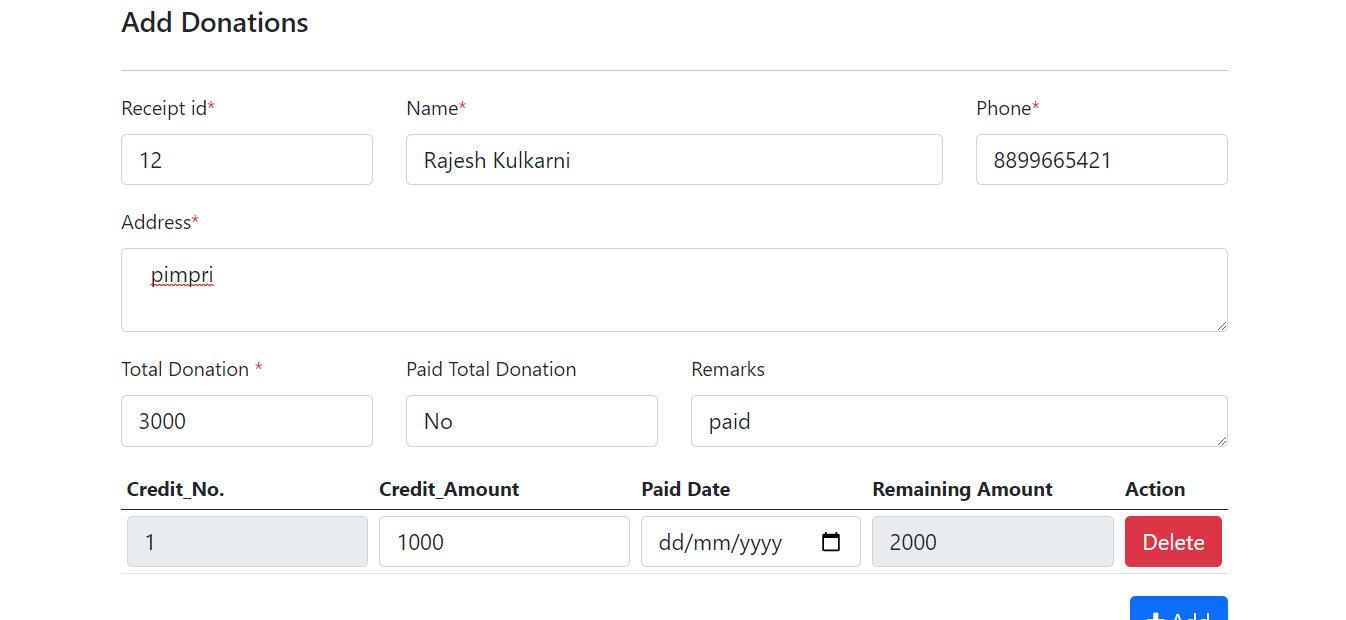 Add Donations
Receipt id* Name* Phone*
12 Rajesh Kulkarni 8899665421
Address*
pimpri
Total Donation * Paid Total Donation Remarks
3000 No paid
Credit_No. Credit_Amount Paid Date Remaining Amount Action
1 1000 dd/mm/yyyy 2000 Delete
+ Add